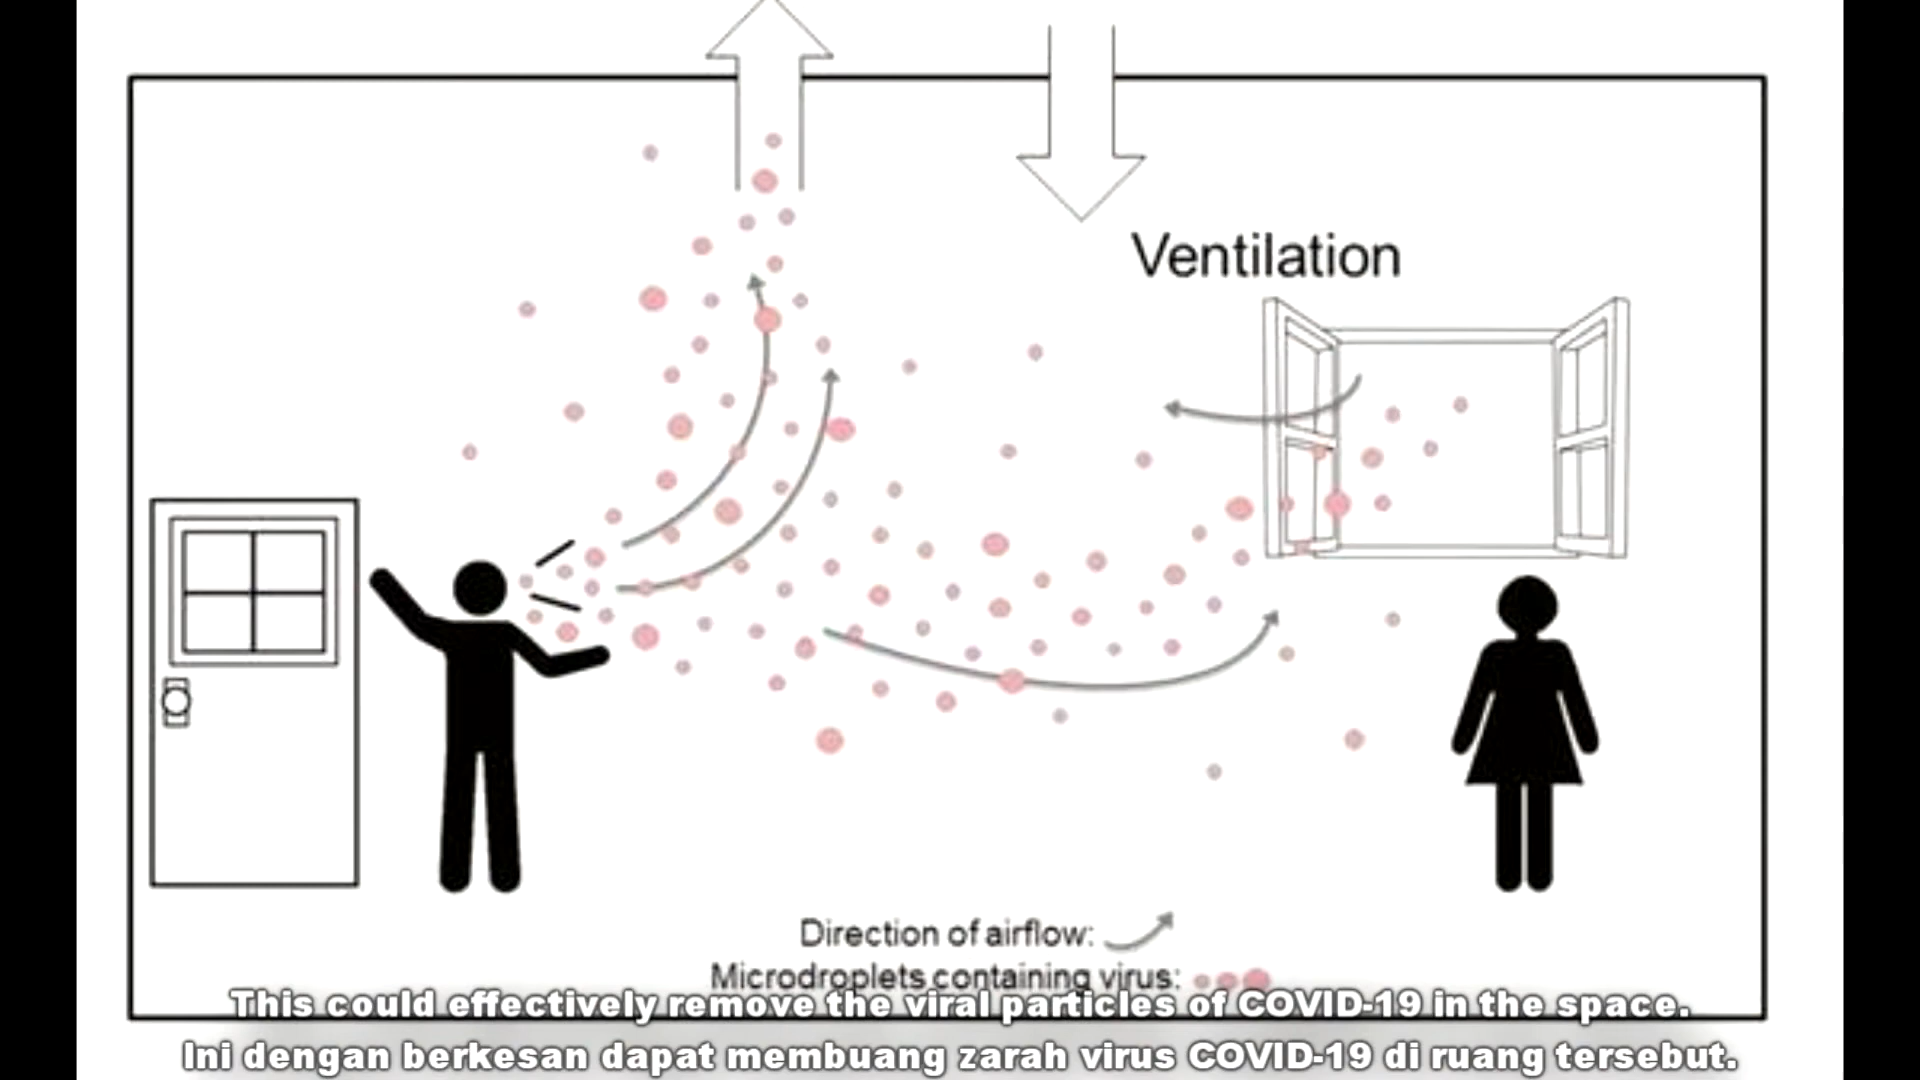 Ventilation
Direction of airflow:
Microdroplets containing virus:
This could effectively remove the viral particles of COVID-19 in the space.
Ini dengan berkesan dapat membuang zarah virus COVID-19 di ruang tersebut.